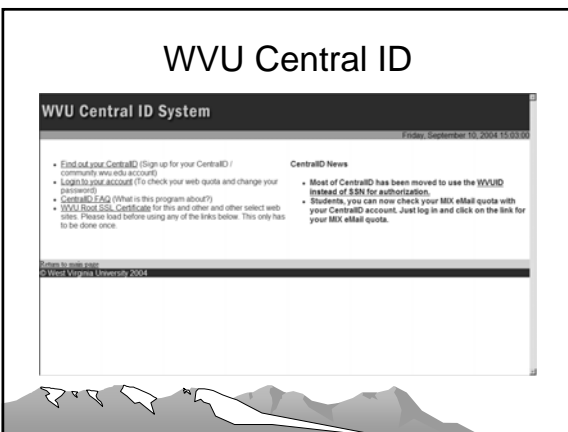 WVU Central ID
WVU Central ID System
Friday, September 10, 2004 15:03:00
Find out your CentralID (Sign up for your CentralID /
community.wvu.edu account)
Login to your account (To check your web quota and change your
password)
CentralID FAQ (What is this program about?)
WVU Root SSL Certificate for this and other and other select web
sites. Please load before using any of the links below. This only has
to be done once.
CentralID News
Most of CentralID has been moved to use the WVUID
instead of SSN for authorization.
Students, you can now check your MIX eMail quota with
your CentralID account. Just log in and click on the link for
your MIX eMail quota.
Return to main page
© West Virginia University 2004